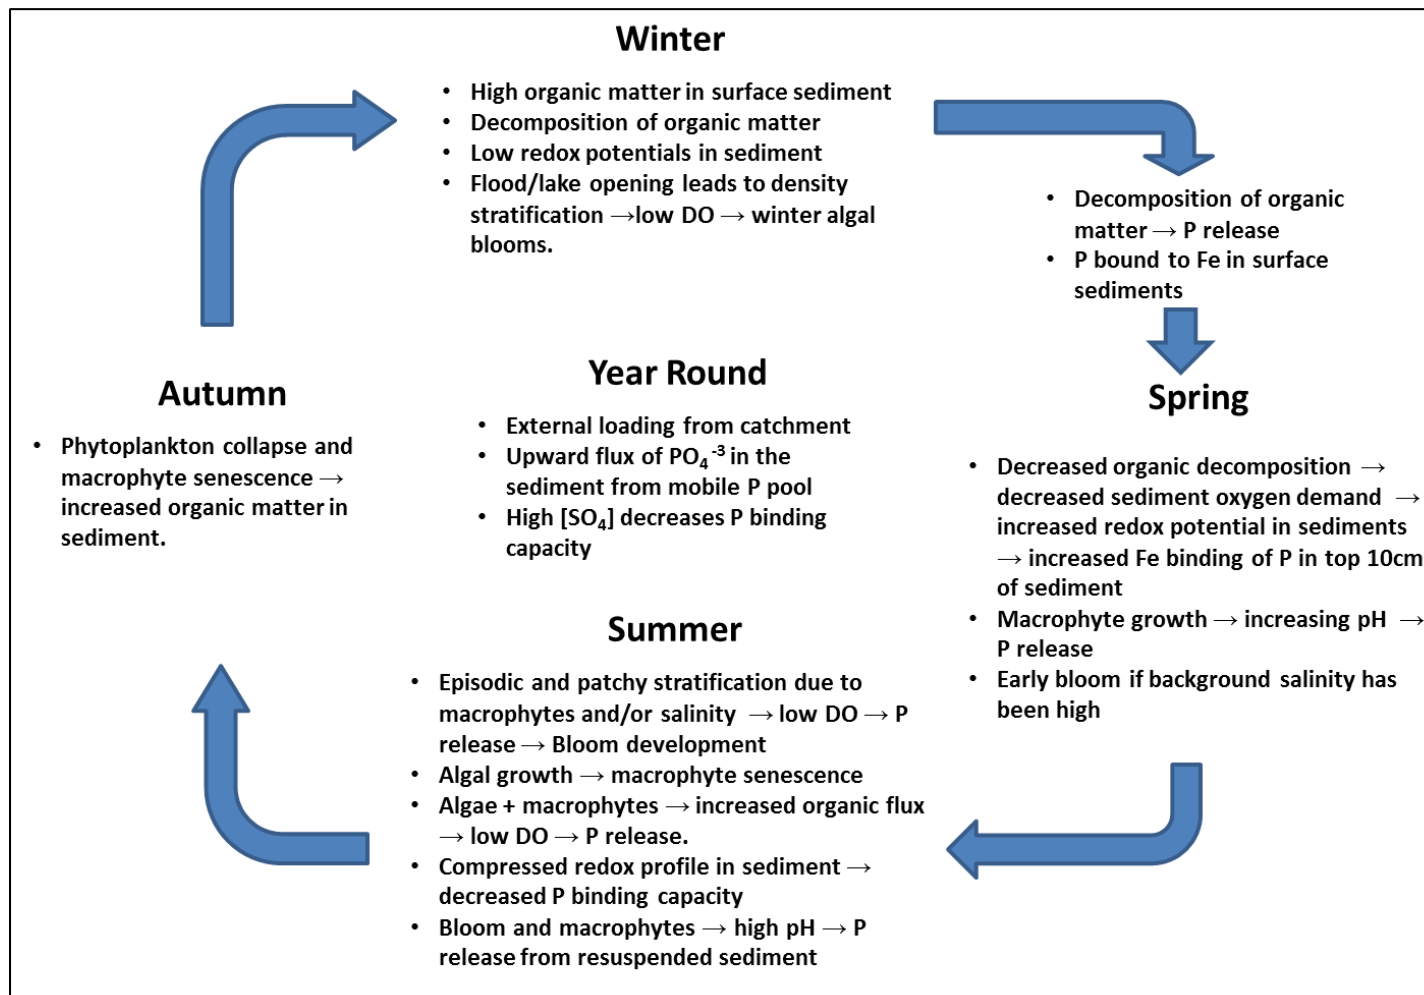 Winter
• High organic matter in surface sediment
• Decomposition of organic matter
• Low redox potentials in sediment
• Flood/lake opening leads to density
stratification →low DO → winter algal
blooms.
• Decomposition of organic
matter → P release
• P bound to Fe in surface
sediments
Spring
• Decreased organic decomposition →
decreased sediment oxygen demand →
increased redox potential in sediments
→ increased Fe binding of P in top 10cm
of sediment
• Macrophyte growth → increasing pH →
P release
• Early bloom if background salinity has
been high
Summer
• Episodic and patchy stratification due to
macrophytes and/or salinity → low DO → P
release → Bloom development
• Algal growth → macrophyte senescence
• Algae + macrophytes → increased organic flux
→ low DO → P release.
• Compressed redox profile in sediment →
decreased P binding capacity
• Bloom and macrophytes → high pH → P
release from resuspended sediment
Autumn
• Phytoplankton collapse and
macrophyte senescence →
increased organic matter in
sediment.
Year Round
• External loading from catchment
• Upward flux of PO₄⁻³ in the
sediment from mobile P pool
• High [SO₄] decreases P binding
capacity